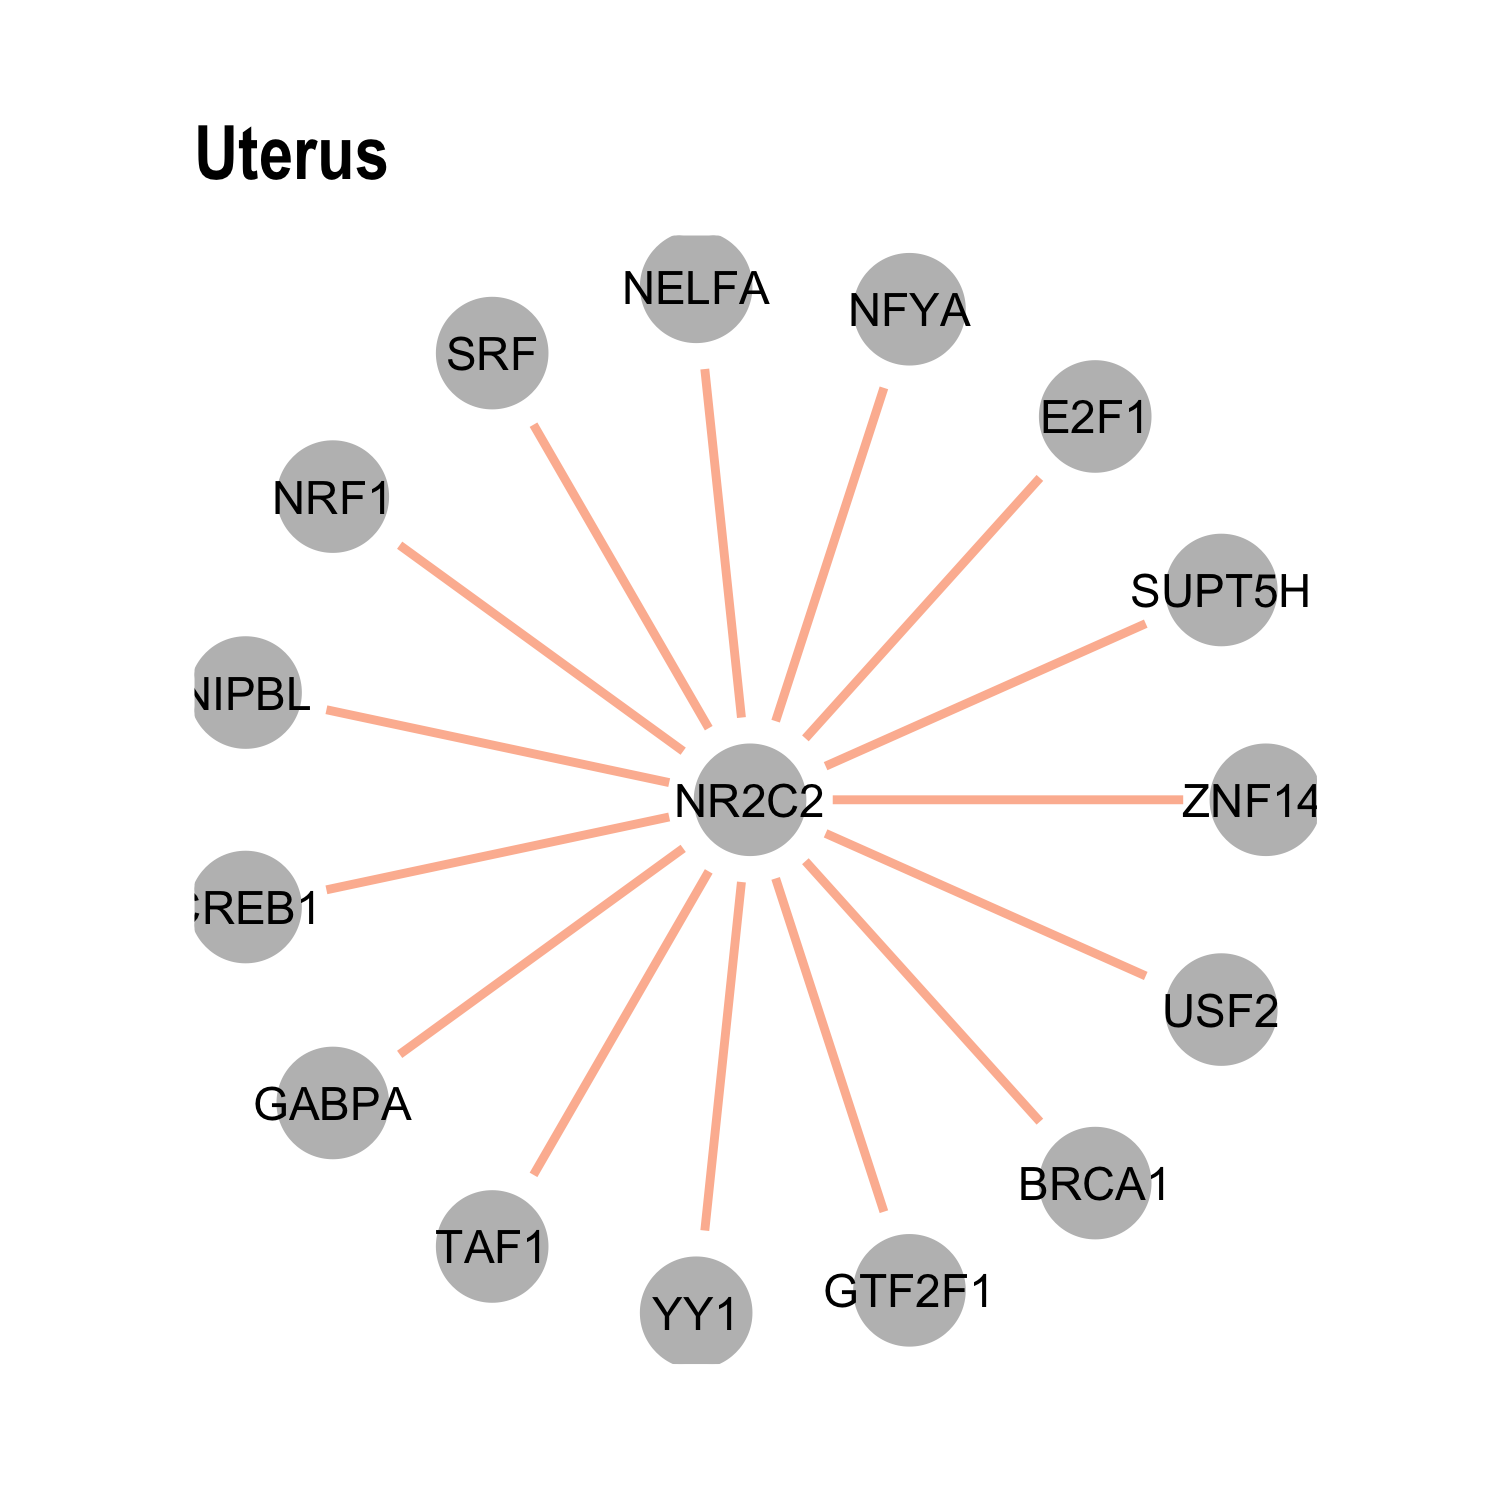 Uterus
NELFA
NFYA
SRF
E2F1
NRF1
SUPT5H
NIPBL
NR2C2
ZNF14
CREB1
USF2
GABPA
BRCA1
TAF1
GTF2F1
YY1